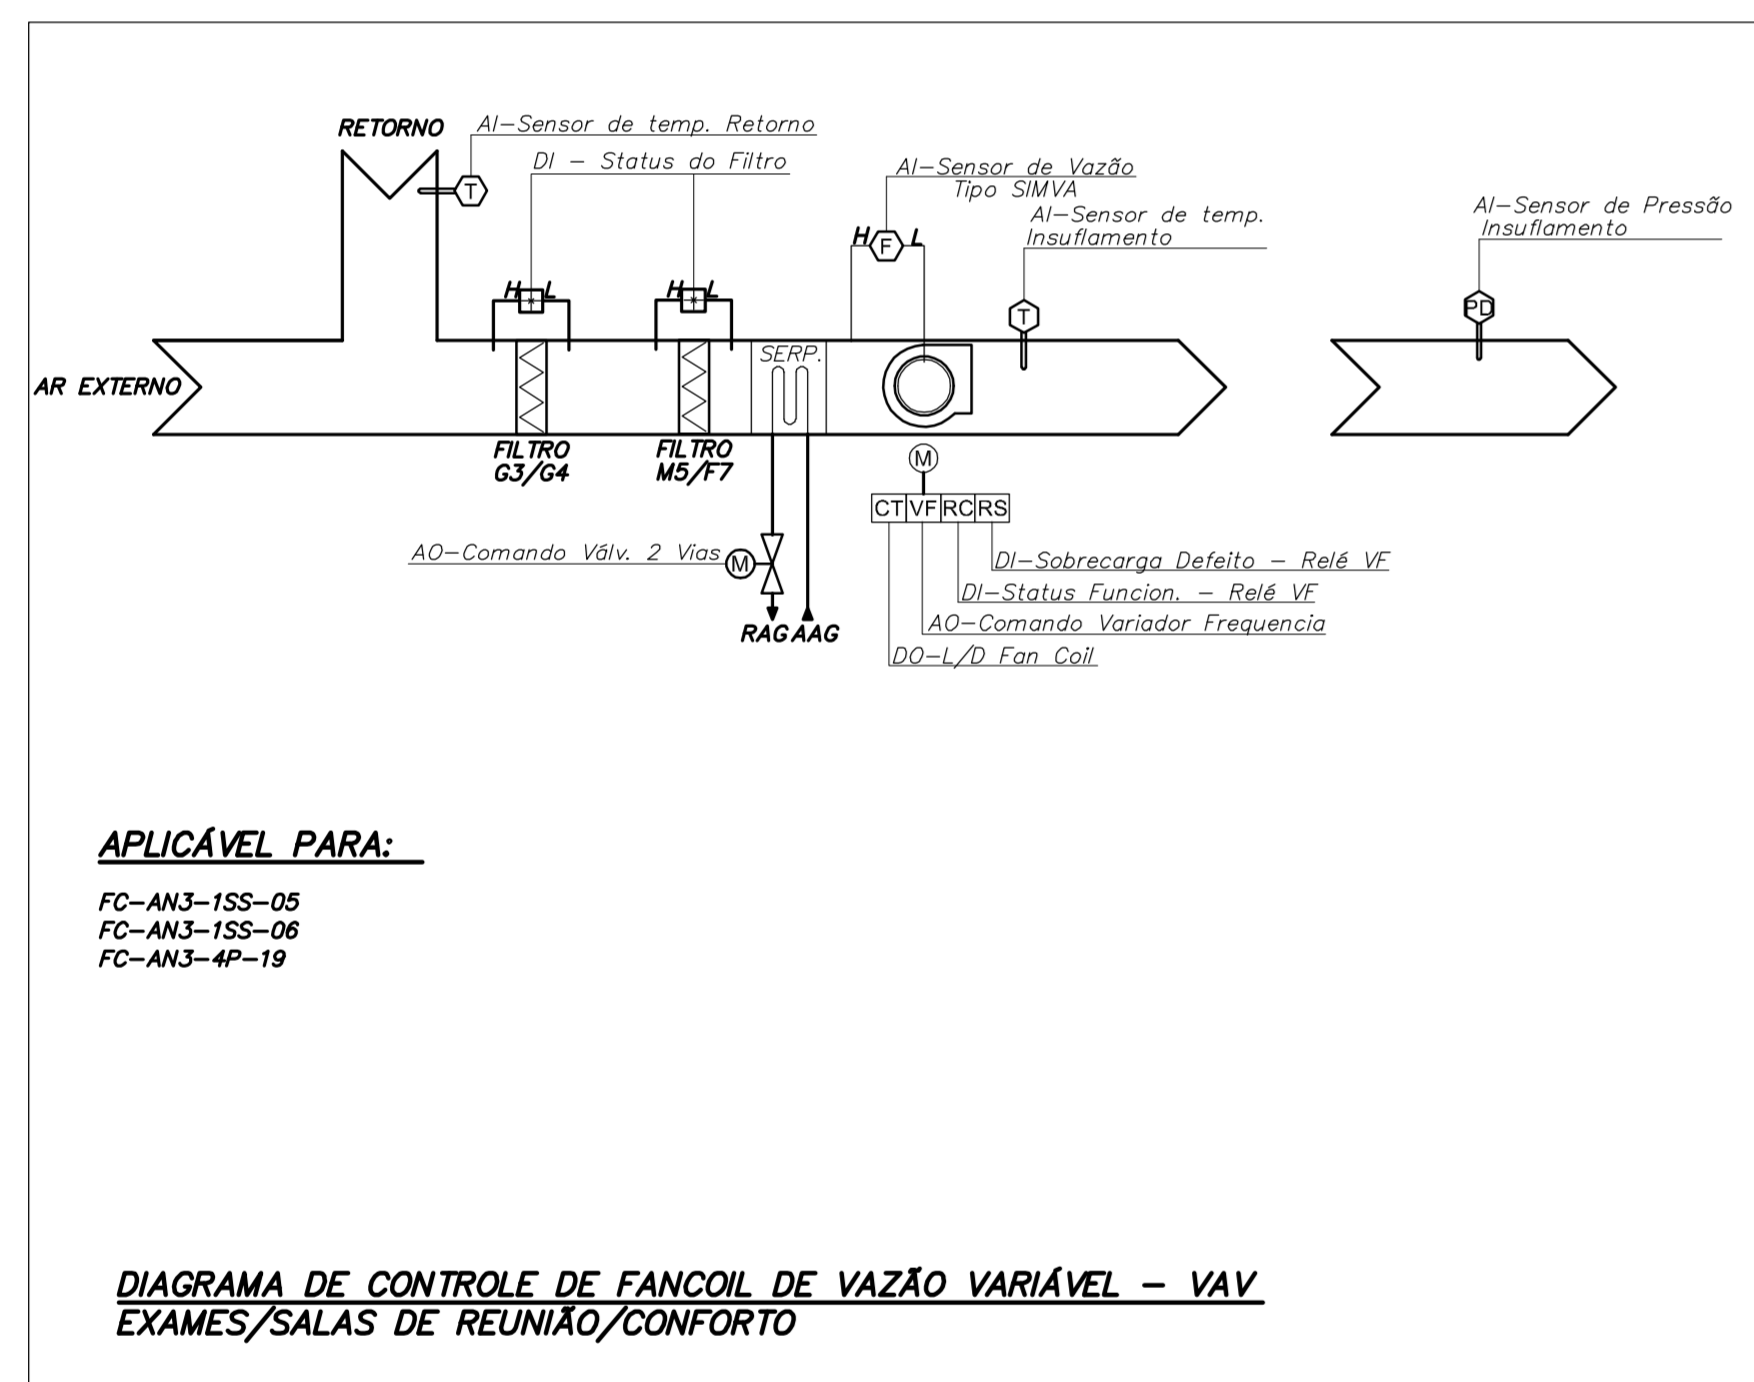 RETORNO
AI-Sensor de temp. Retorno
DI - Status do Filtro
T
AI-Sensor de Vazão
Tipo SIMVA
AI-Sensor de temp.
Insuflamento
AI-Sensor de Pressão
Insuflamento
H F L
H L
H L
T
PD
SERP.
AR EXTERNO
FILTRO
G3/G4
FILTRO
M5/F7
M
CT VF RC RS
AO-Comando Válv. 2 Vias
M
DI-Sobrecarga Defeito - Relé VF
DI-Status Funcion. - Relé VF
AO-Comando Variador Frequencia
DO-L/D Fan Coil
RAG AAG
APLICÁVEL PARA:
FC-AN3-1SS-05
FC-AN3-1SS-06
FC-AN3-4P-19
DIAGRAMA DE CONTROLE DE FANCOIL DE VAZÃO VARIÁVEL - VAV
EXAMES/SALAS DE REUNIÃO/CONFORTO